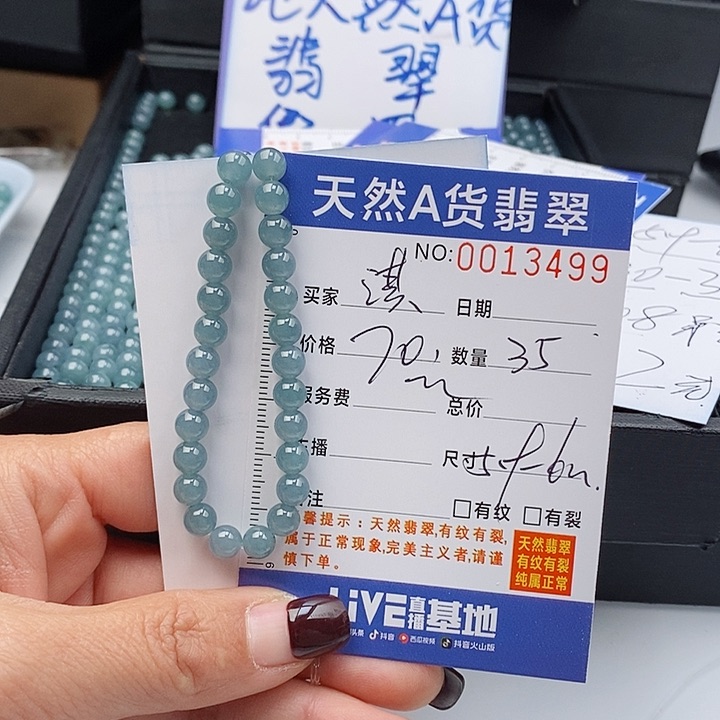 天然A货
翡翠
天然A货翡翠
NO:0013499
买家 淇 日期
价格 70 数量 35
服务费 总价
主播 尺寸
注 □有纹 □有裂
馨提示：天然翡翠,有纹有裂,
属于正常现象,完美主义者,请谨
慎下单。
天然翡翠
有纹有裂
纯属正常
LIVE直播基地
头条 抖音 西瓜视频 抖音火山版